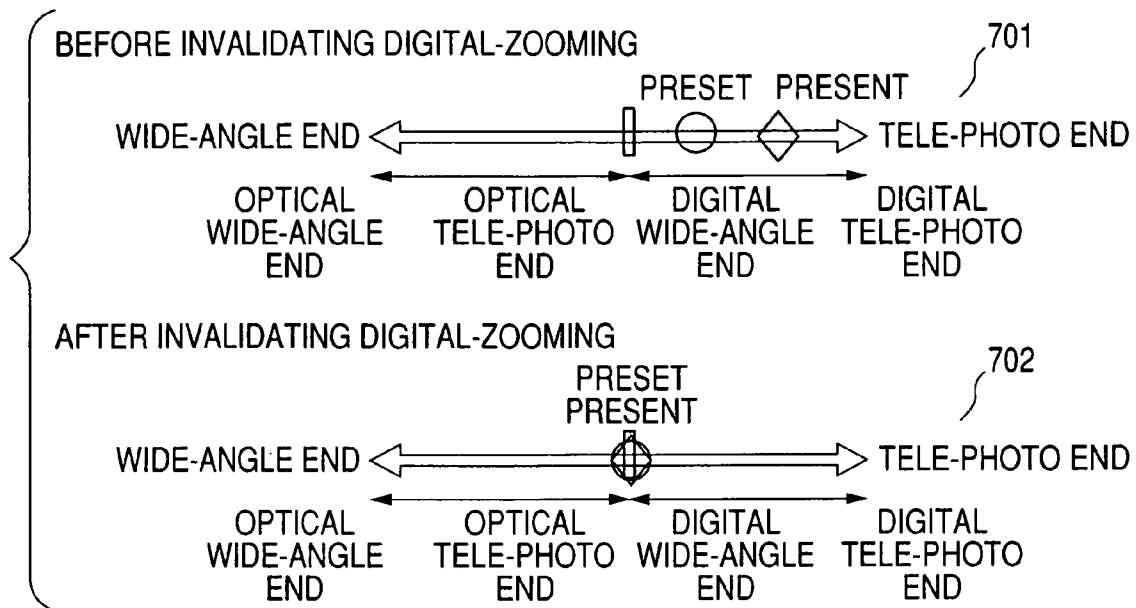 BEFORE INVALIDATING DIGITAL-ZOOMING
701
PRESET PRESENT
WIDE-ANGLE END TELE-PHOTO END
OPTICAL OPTICAL DIGITAL DIGITAL
WIDE-ANGLE TELE-PHOTO WIDE-ANGLE TELE-PHOTO
END END END END
AFTER INVALIDATING DIGITAL-ZOOMING
702
PRESET
PRESENT
WIDE-ANGLE END TELE-PHOTO END
OPTICAL OPTICAL DIGITAL DIGITAL
WIDE-ANGLE TELE-PHOTO WIDE-ANGLE TELE-PHOTO
END END END END